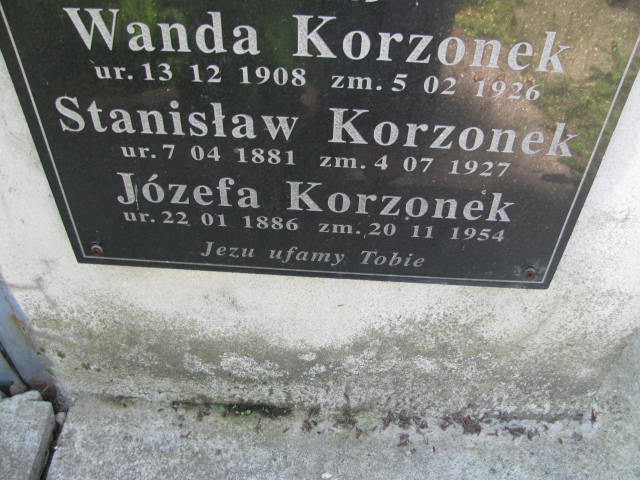 Wanda Korzonek
ur. 13 12 1908 zm. 5 02 1926
Stanisław Korzonek
ur. 7 04 1881 zm. 4 07 1927
Józefa Korzonek
ur. 22 01 1886 zm. 20 11 1954
Jezu ufamy Tobie